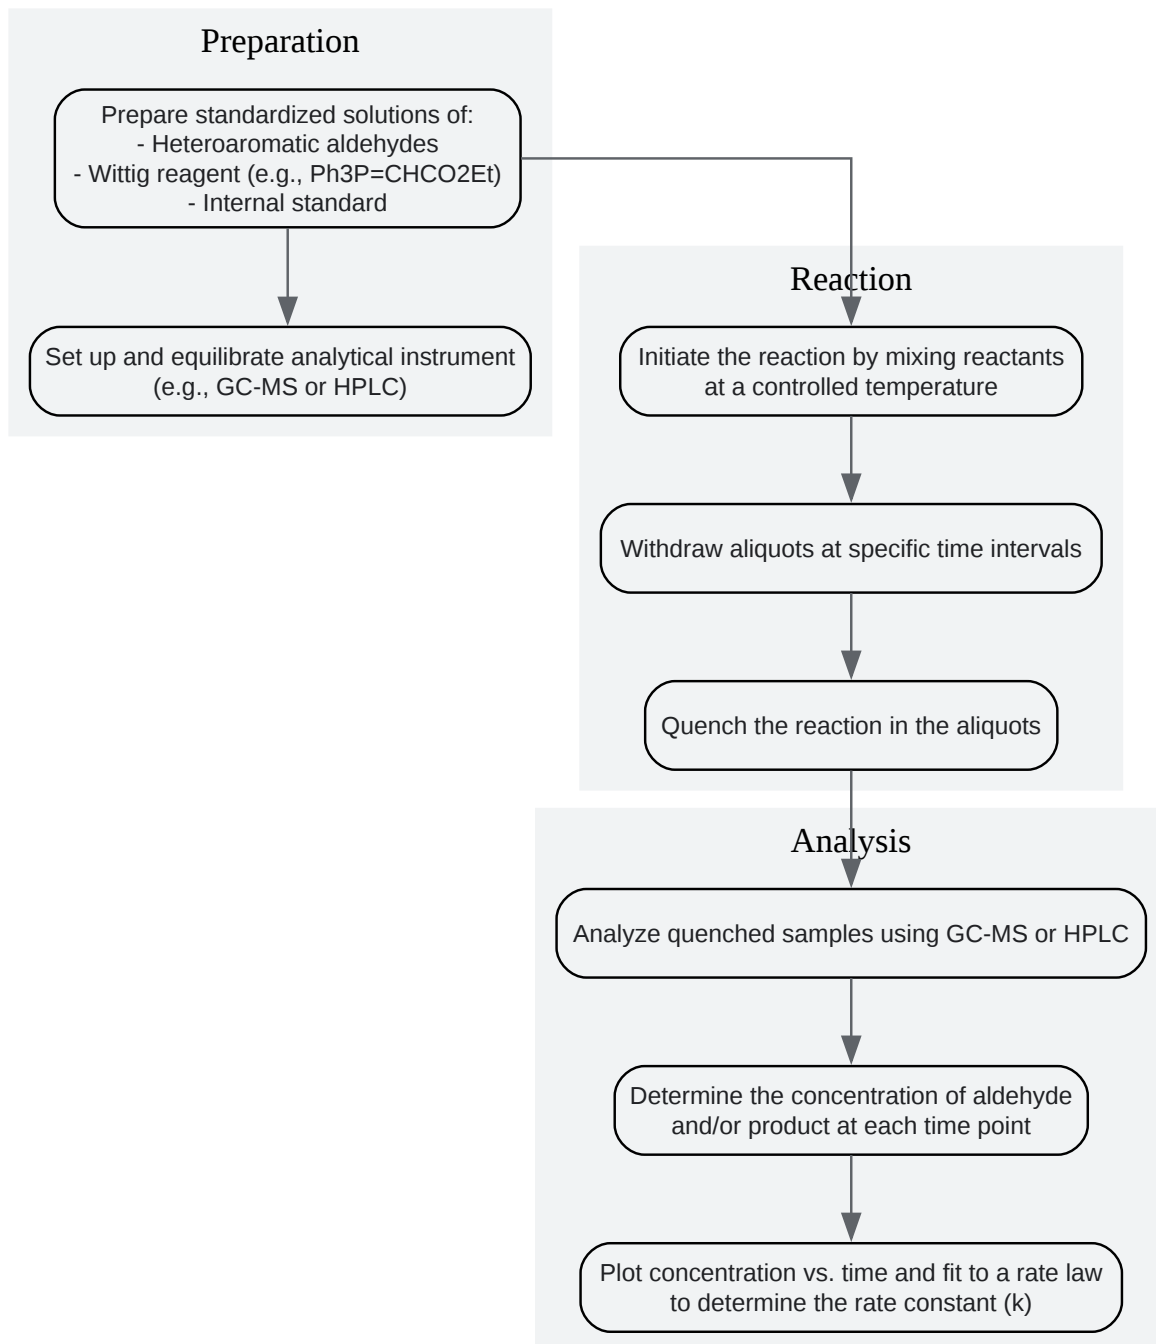 Preparation
Prepare standardized solutions of:
- Heteroaromatic aldehydes
- Wittig reagent (e.g., Ph3P=CHCO2Et)
- Internal standard
Set up and equilibrate analytical instrument
(e.g., GC-MS or HPLC)
Reaction
Initiate the reaction by mixing reactants
at a controlled temperature
Withdraw aliquots at specific time intervals
Quench the reaction in the aliquots
Analysis
Analyze quenched samples using GC-MS or HPLC
Determine the concentration of aldehyde
and/or product at each time point
Plot concentration vs. time and fit to a rate law
to determine the rate constant (k)